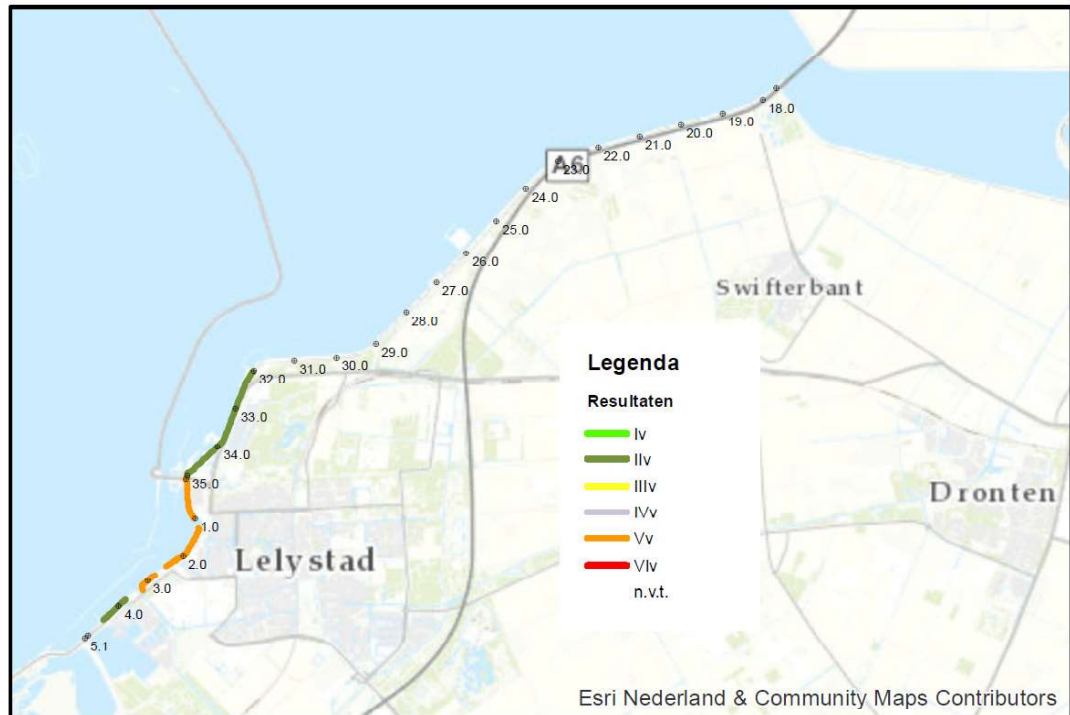 18.0
19.0
20.0
21.0
22.0
A6
23.0
24.0
25.0
26.0
27.0
Swifterbant
28.0
29.0
30.0
31.0
32.0
33.0
34.0
35.0
1.0
2.0
3.0
4.0
5.1
Lelystad
Dronten
Legenda
Resultaten
Iv
IIv
IIIv
IVv
Vv
VIv
n.v.t.
Esri Nederland & Community Maps Contributors